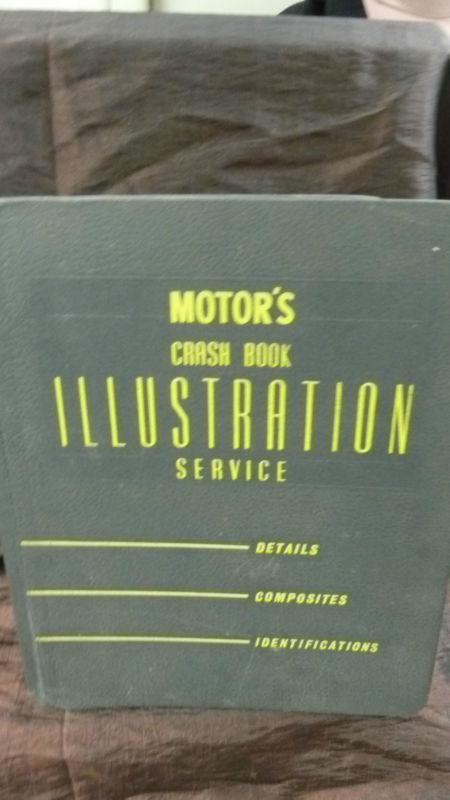 MOTOR'S
CRASH BOOK
ILLUSTRATION
SERVICE
DETAILS
COMPOSITES
IDENTIFICATIONS